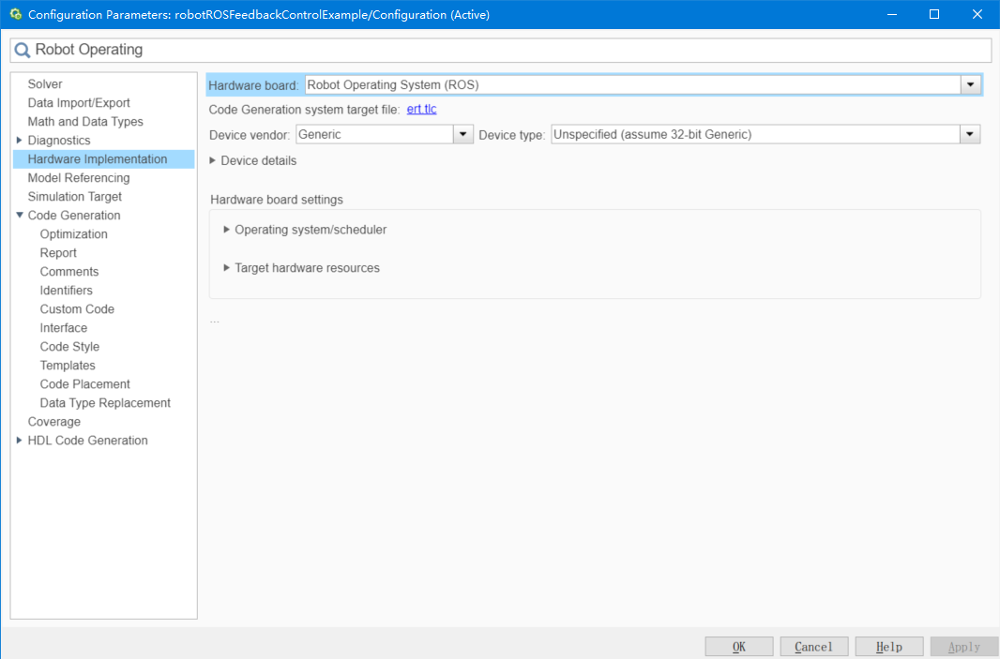 Configuration Parameters: robotROSFeedbackControlExample/Configuration (Active)
Robot Operating
Solver
Data Import/Export
Math and Data Types
Diagnostics
Hardware Implementation
Model Referencing
Simulation Target
Code Generation
Optimization
Report
Comments
Identifiers
Custom Code
Interface
Code Style
Templates
Code Placement
Data Type Replacement
Coverage
HDL Code Generation
Hardware board: Robot Operating System (ROS)
Code Generation system target file: ert.tlc
Device vendor: Generic Device type: Unspecified (assume 32-bit Generic)
Device details
Hardware board settings
Operating system/scheduler
Target hardware resources
...
OK Cancel Help Apply